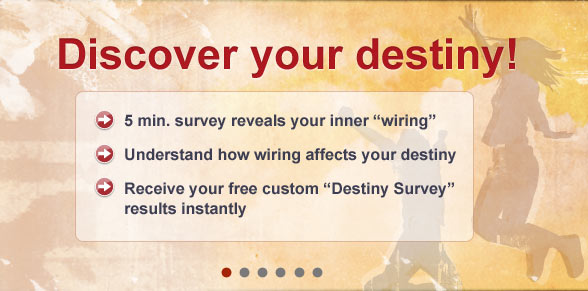 Discover your destiny!
5 min. survey reveals your inner “wiring”
Understand how wiring affects your destiny
Receive your free custom “Destiny Survey”
results instantly